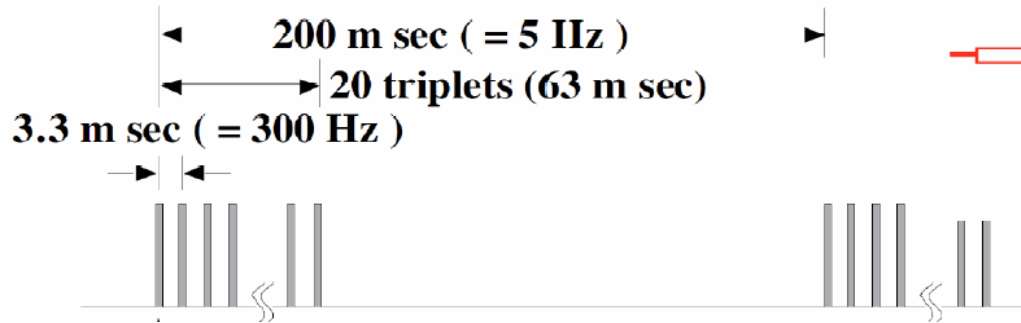 200 m sec ( = 5 IIz )
20 triplets (63 m sec)
3.3 m sec ( = 300 Hz )